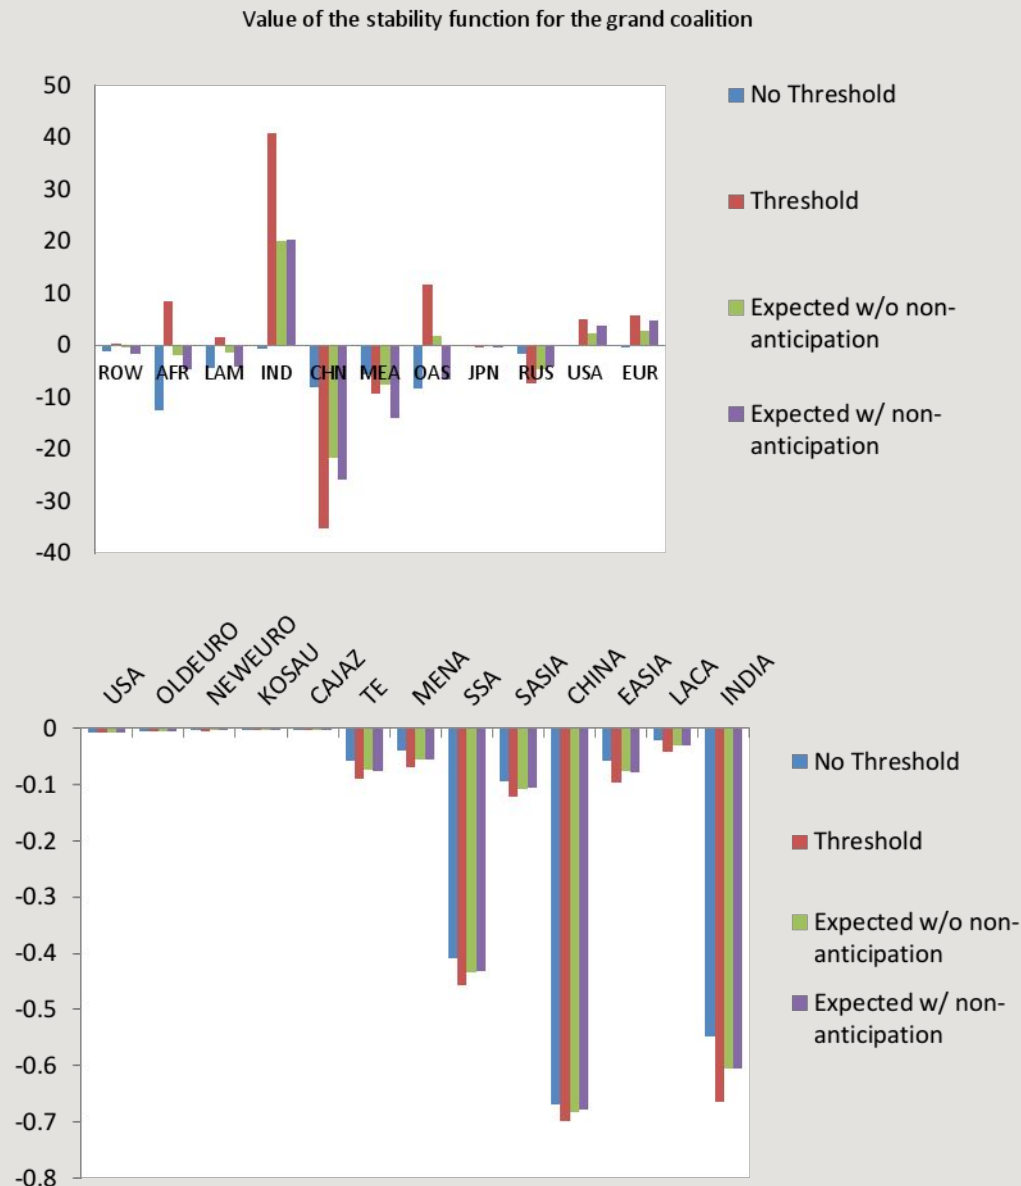 Value of the stability function for the grand coalition
50
40
30
20
10
0
-10
-20
-30
-40
ROW AFR LAM IND CHN MEA OAS JPN RUS USA EUR
No Threshold
Threshold
Expected w/o non-
anticipation
Expected w/ non-
anticipation
USA OLDEURO NEWEURO KOSAU CAJAZ TE MENA SSA SASIA CHINA EASIA LACA INDIA
0
-0.1
-0.2
-0.3
-0.4
-0.5
-0.6
-0.7
-0.8
No Threshold
Threshold
Expected w/o non-
anticipation
Expected w/ non-
anticipation